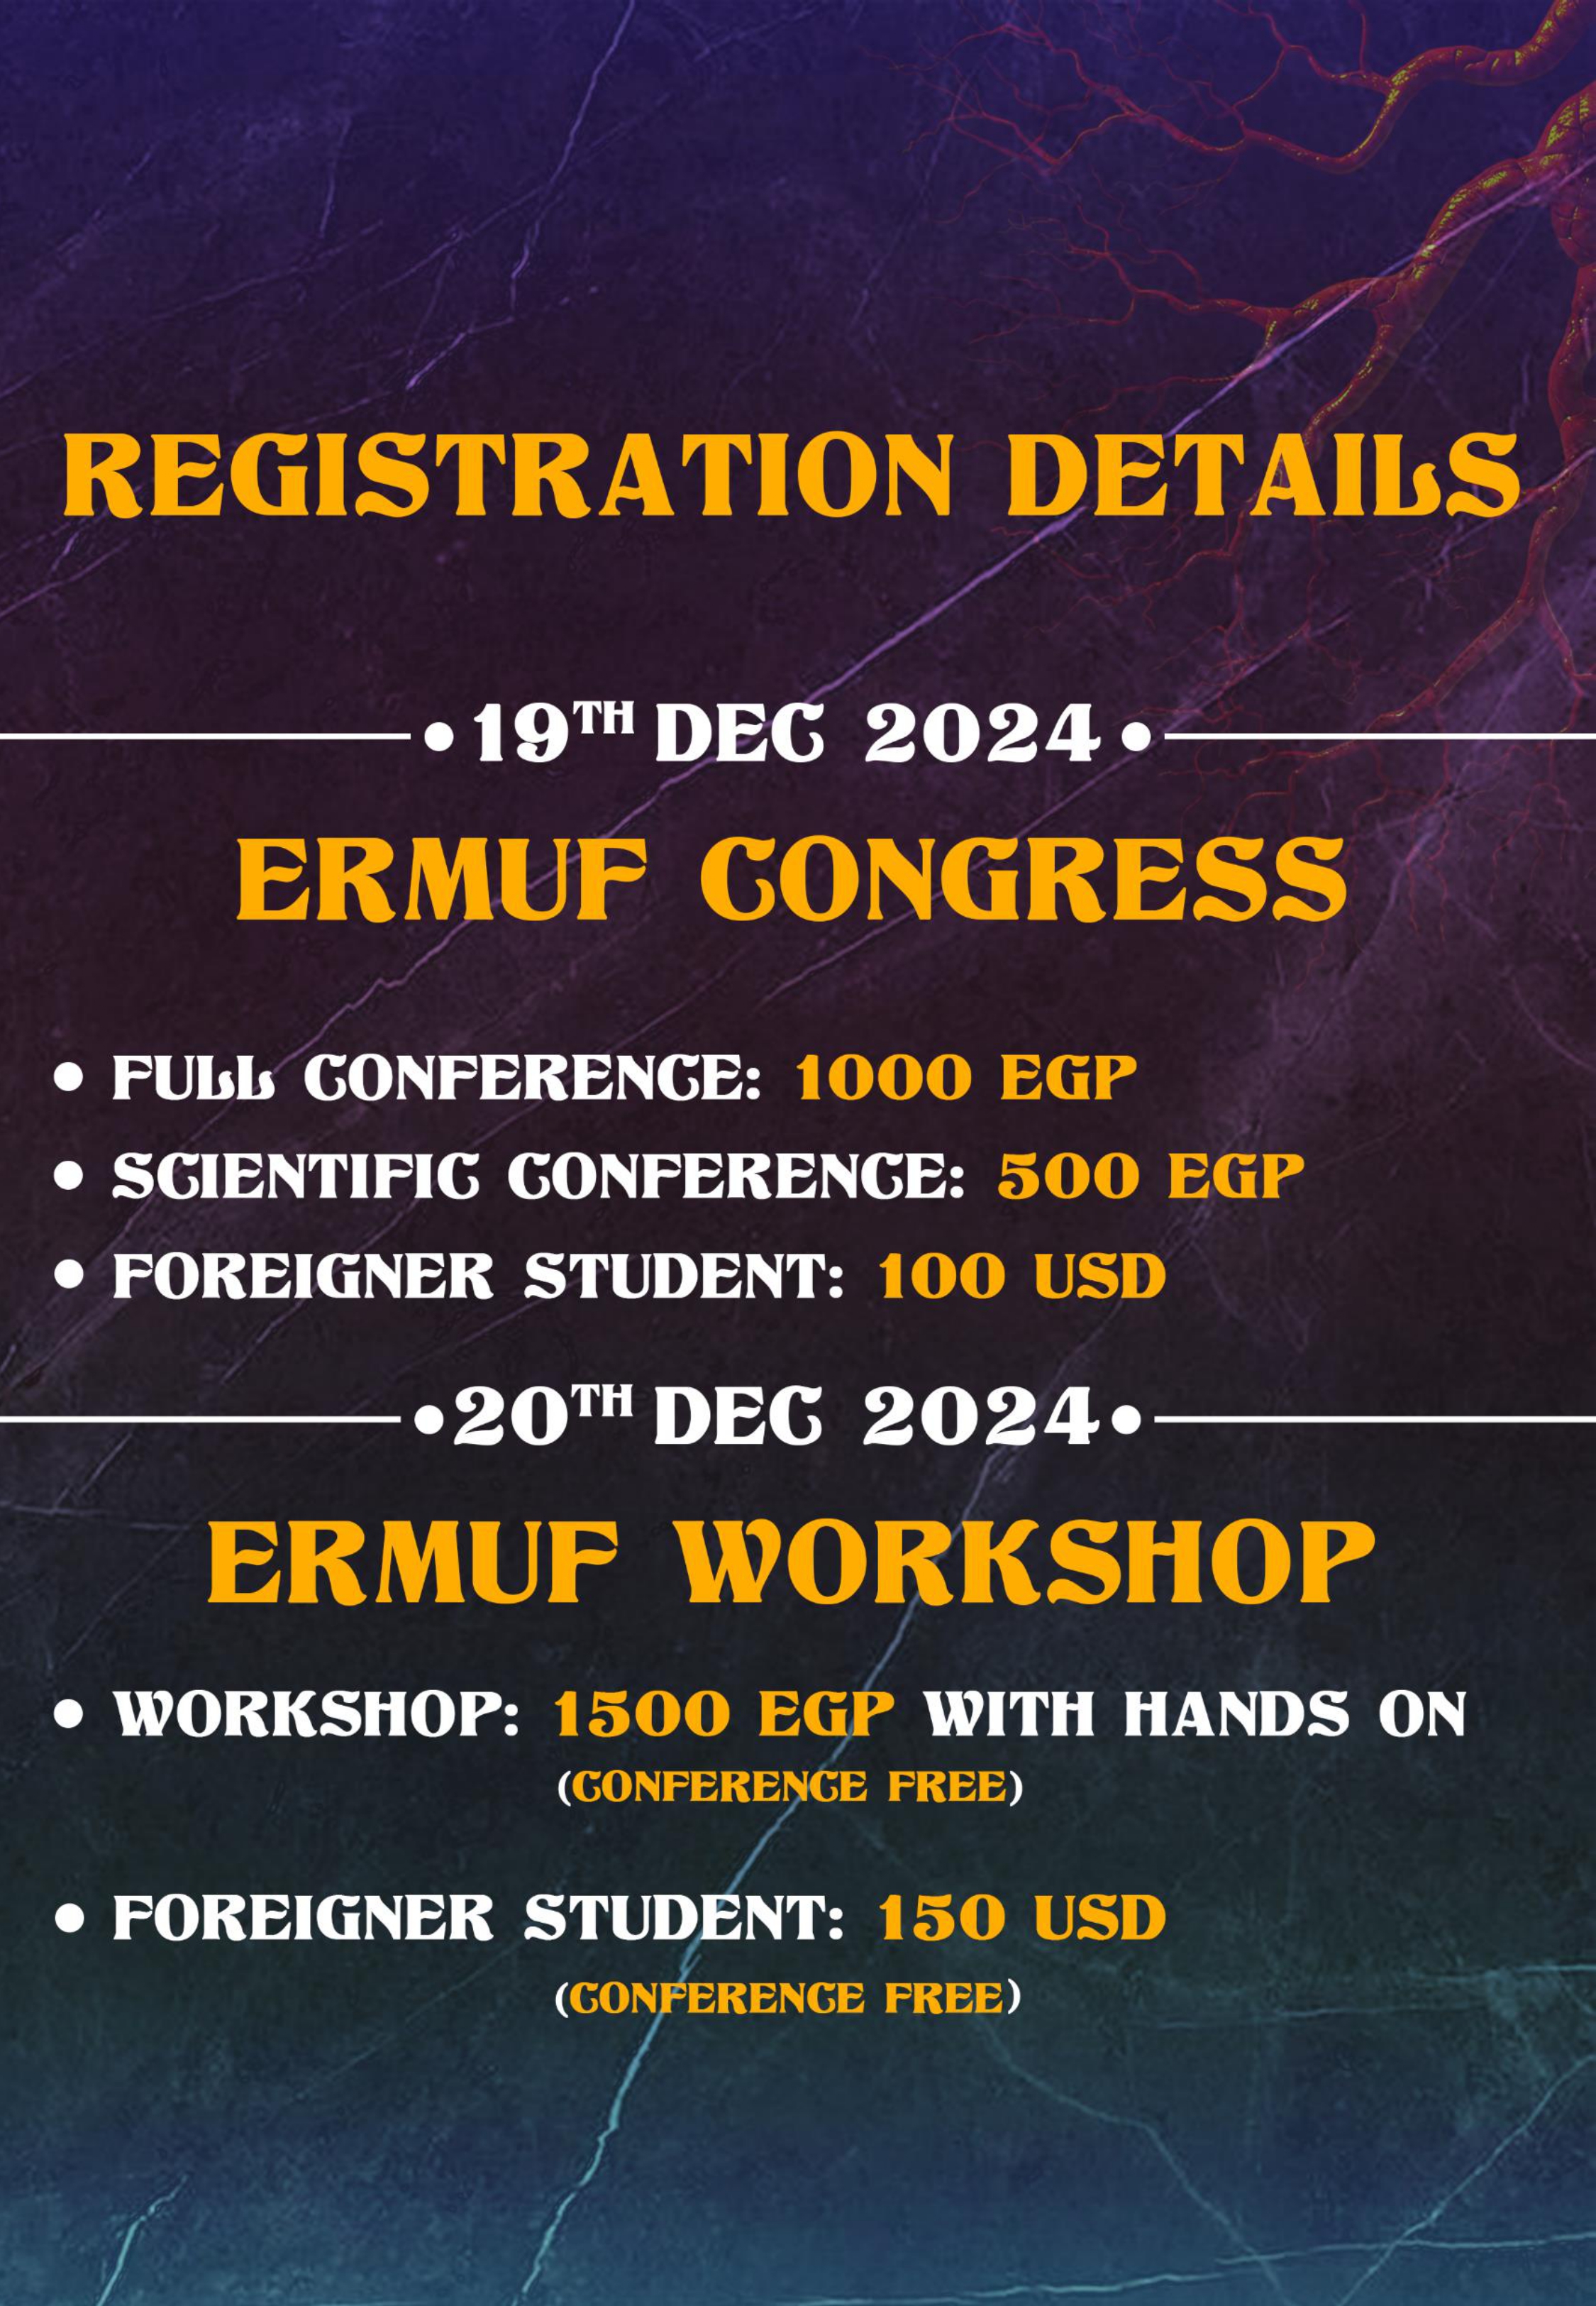 REGISTRATION DETAILS
• 19TH DEC 2024 •
ERMUF CONGRESS
• FULL CONFERENCE: 1000 EGP
• SCIENTIFIC CONFERENCE: 500 EGP
• FOREIGNER STUDENT: 100 USD
•20TH DEC 2024•
ERMUF WORKSHOP
• WORKSHOP: 1500 EGP WITH HANDS ON
(CONFERENCE FREE)
• FOREIGNER STUDENT: 150 USD
(CONFERENCE FREE)